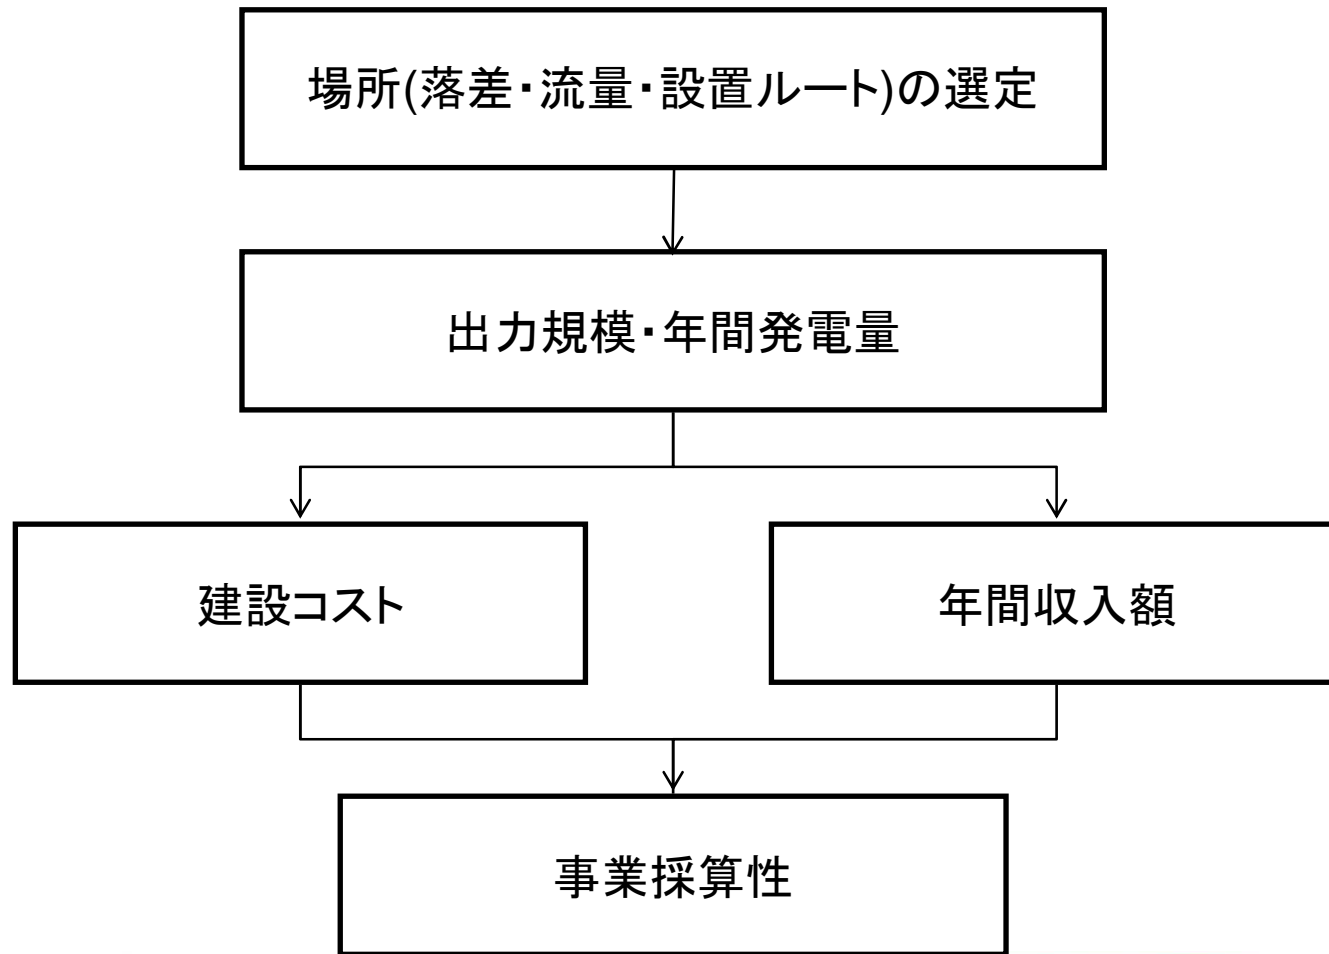 場所(落差・流量・設置ルート)の選定
出力規模・年間発電量
建設コスト
年間収入額
事業採算性